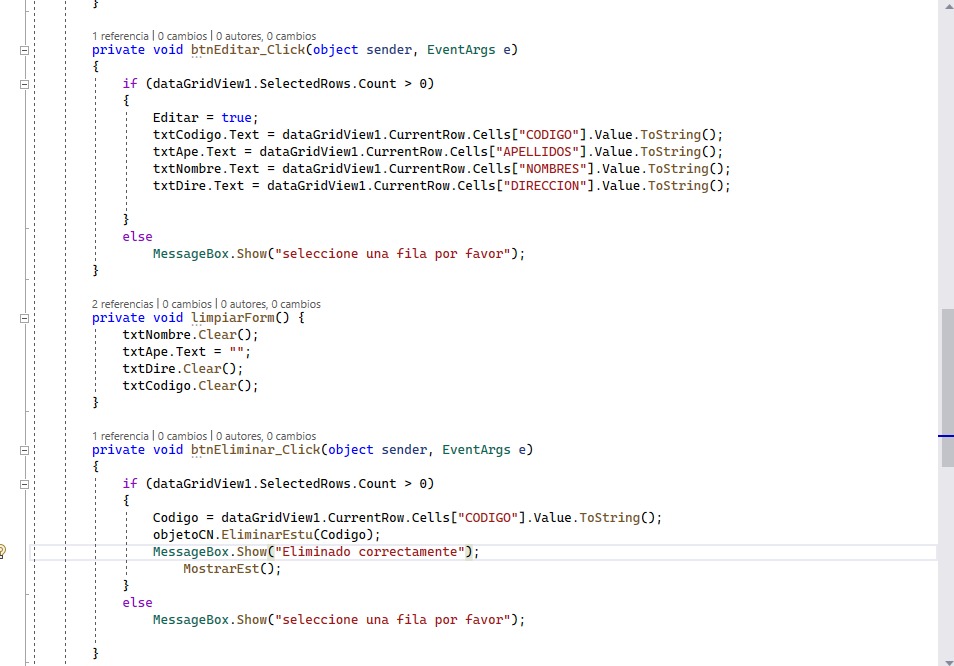 }
1 referencia | 0 cambios | 0 autores, 0 cambios
private void btnEditar_Click(object sender, EventArgs e)
{
if (dataGridView1.SelectedRows.Count > 0)
{
Editar = true;
txtCodigo.Text = dataGridView1.CurrentRow.Cells["CODIGO"].Value.ToString();
txtApe.Text = dataGridView1.CurrentRow.Cells["APELLIDOS"].Value.ToString();
txtNombre.Text = dataGridView1.CurrentRow.Cells["NOMBRES"].Value.ToString();
txtDire.Text = dataGridView1.CurrentRow.Cells["DIRECCION"].Value.ToString();
}
else
MessageBox.Show("seleccione una fila por favor");
}
2 referencias | 0 cambios | 0 autores, 0 cambios
private void limpiarForm() {
txtNombre.Clear();
txtApe.Text = "";
txtDire.Clear();
txtCodigo.Clear();
}
1 referencia | 0 cambios | 0 autores, 0 cambios
private void btnEliminar_Click(object sender, EventArgs e)
{
if (dataGridView1.SelectedRows.Count > 0)
{
Codigo = dataGridView1.CurrentRow.Cells["CODIGO"].Value.ToString();
objetoCN.EliminarEstu(Codigo);
MessageBox.Show("Eliminado correctamente");
MostrarEst();
}
else
MessageBox.Show("seleccione una fila por favor");
}